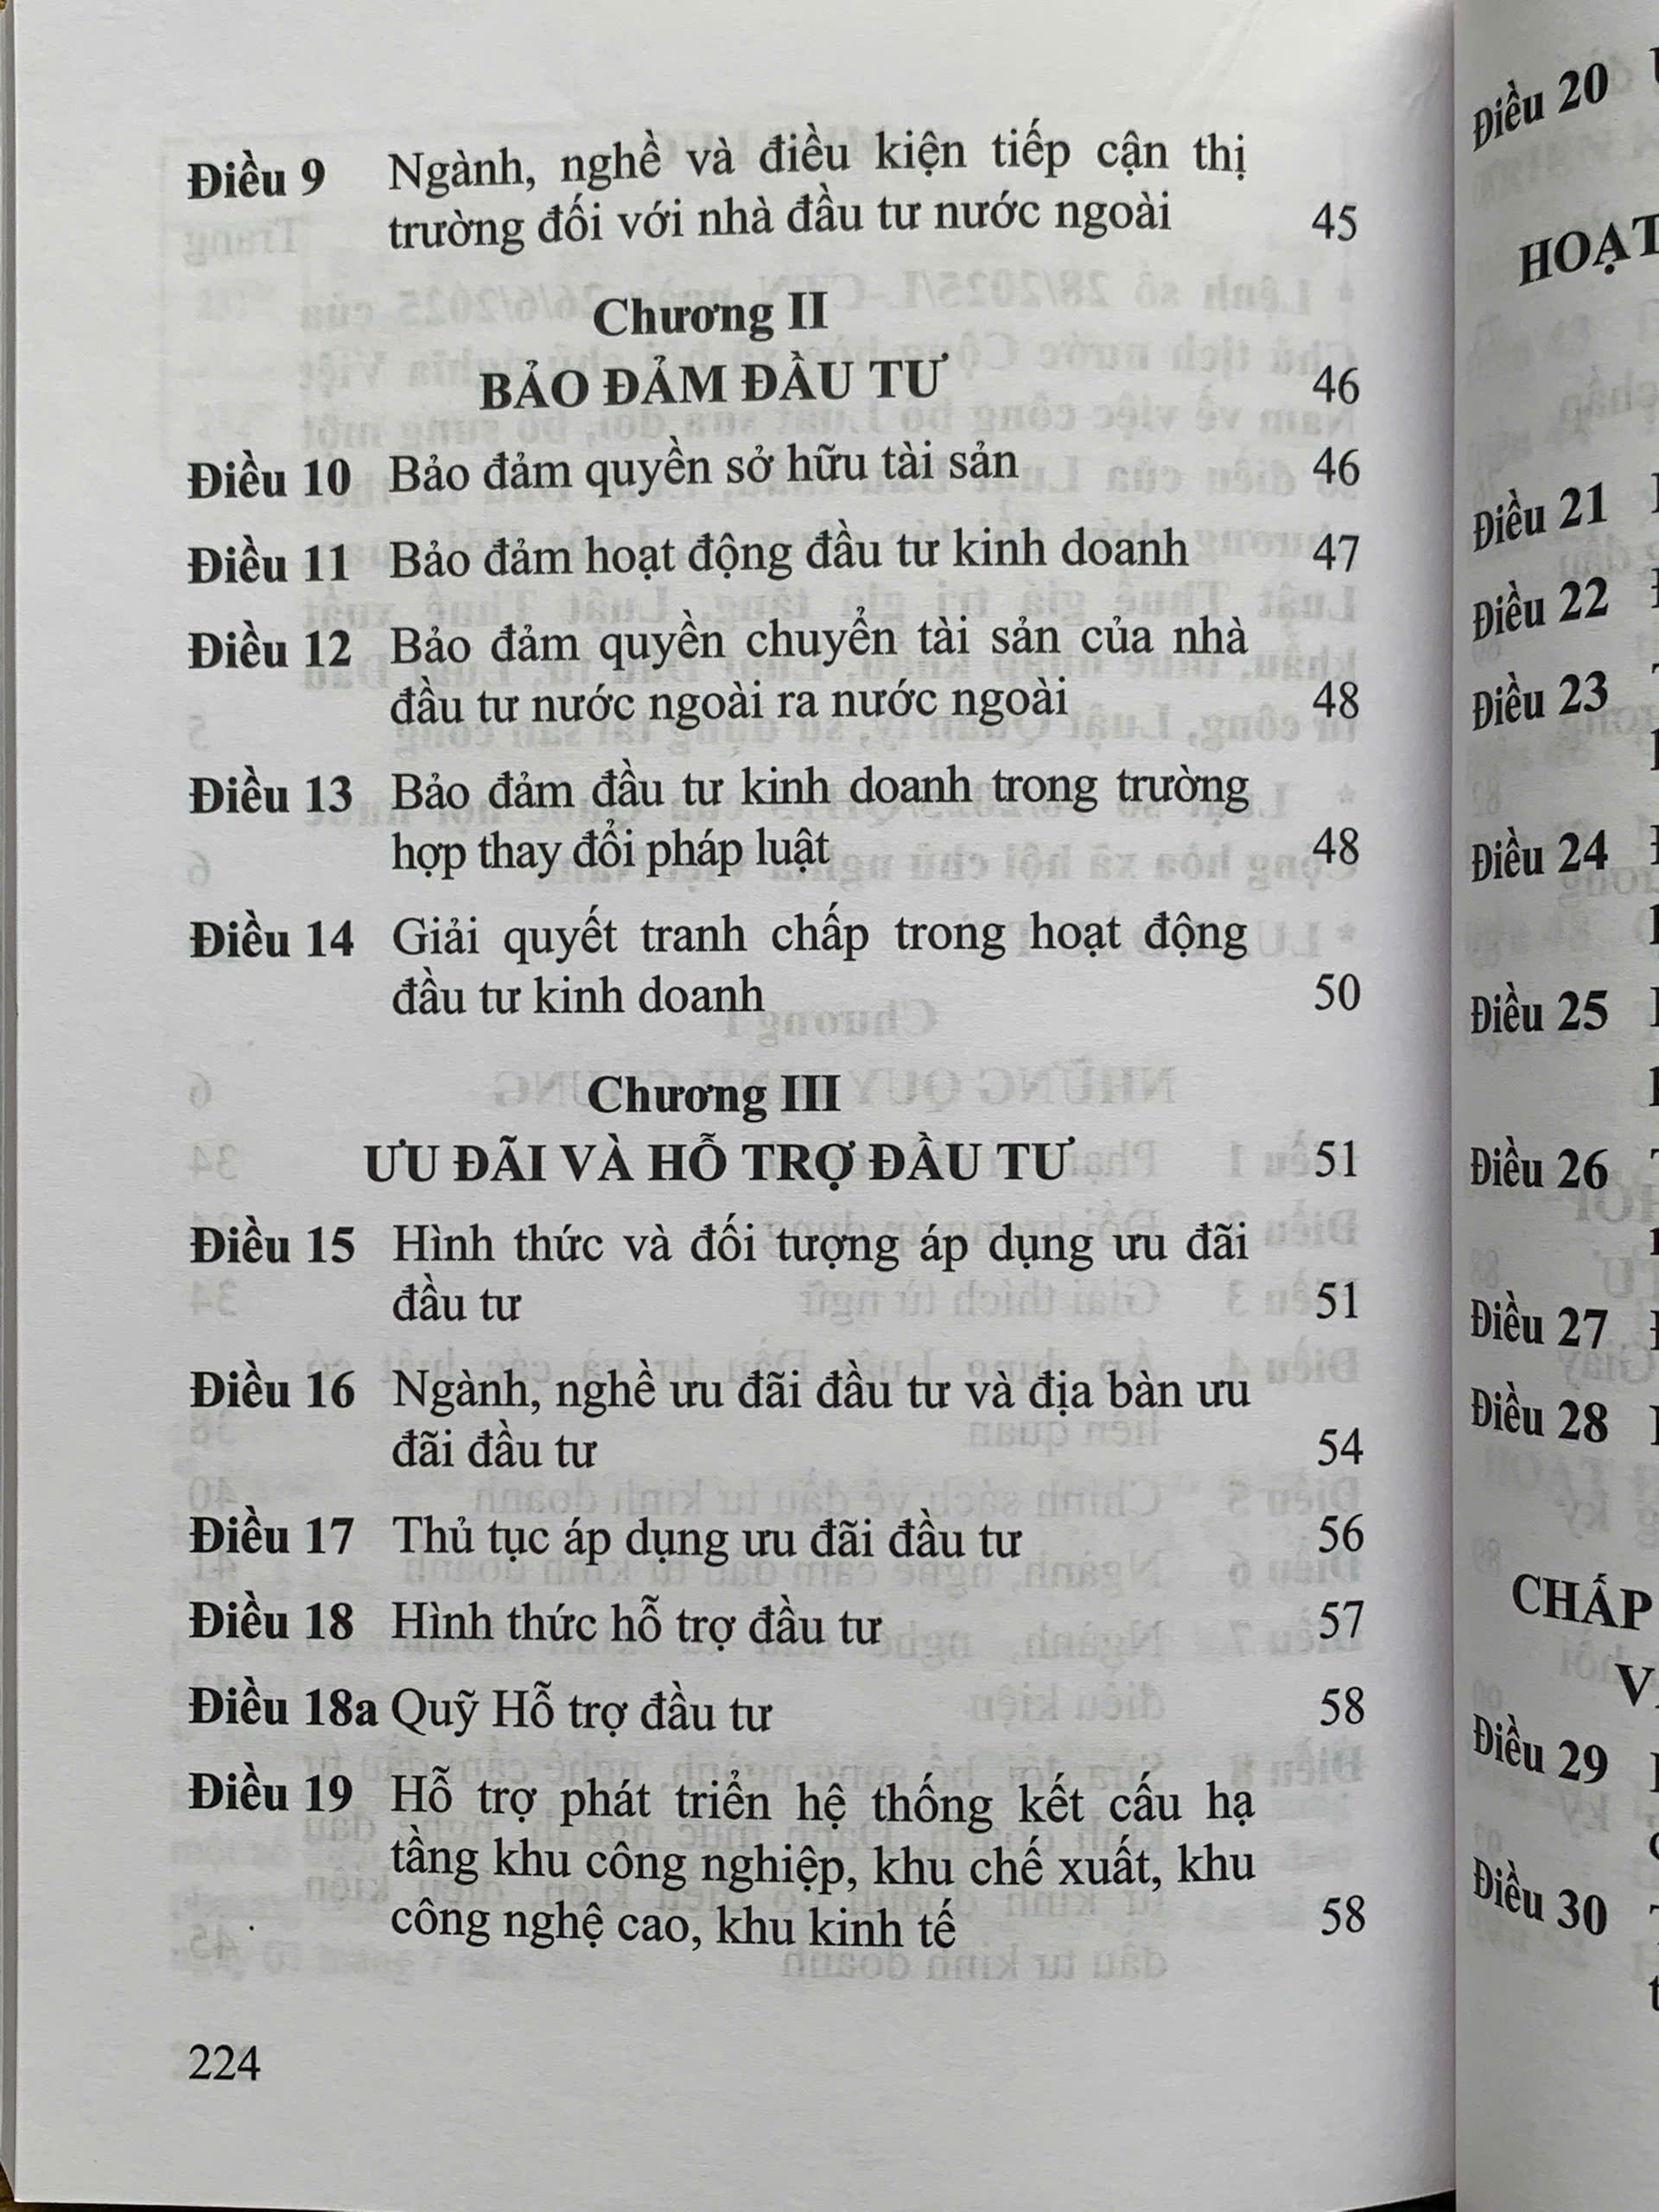 Điều 9 Ngành, nghề và điều kiện tiếp cận thị
trường đối với nhà đầu tư nước ngoài 45
Chương II
BẢO ĐẢM ĐẦU TƯ 46
Điều 10 Bảo đảm quyền sở hữu tài sản 46
Điều 11 Bảo đảm hoạt động đầu tư kinh doanh 47
Điều 12 Bảo đảm quyền chuyển tài sản của nhà
đầu tư nước ngoài ra nước ngoài 48
Điều 13 Bảo đảm đầu tư kinh doanh trong trường
hợp thay đổi pháp luật 48
Điều 14 Giải quyết tranh chấp trong hoạt động
đầu tư kinh doanh 50
Chương III
ƯU ĐÃI VÀ HỖ TRỢ ĐẦU TƯ 51
Điều 15 Hình thức và đối tượng áp dụng ưu đãi
đầu tư 51
Điều 16 Ngành, nghề ưu đãi đầu tư và địa bàn ưu
đãi đầu tư 54
Điều 17 Thủ tục áp dụng ưu đãi đầu tư 56
Điều 18 Hình thức hỗ trợ đầu tư 57
Điều 18a Quỹ Hỗ trợ đầu tư 58
Điều 19 Hỗ trợ phát triển hệ thống kết cấu hạ
tầng khu công nghiệp, khu chế xuất, khu
công nghệ cao, khu kinh tế 58
224
Điều 20
HOẠT
Điều 21
Điều 22
Điều 23
Điều 24
Điều 25
Điều 26
Điều 27
Điều 28
CHẤP
Điều 29
Điều 30